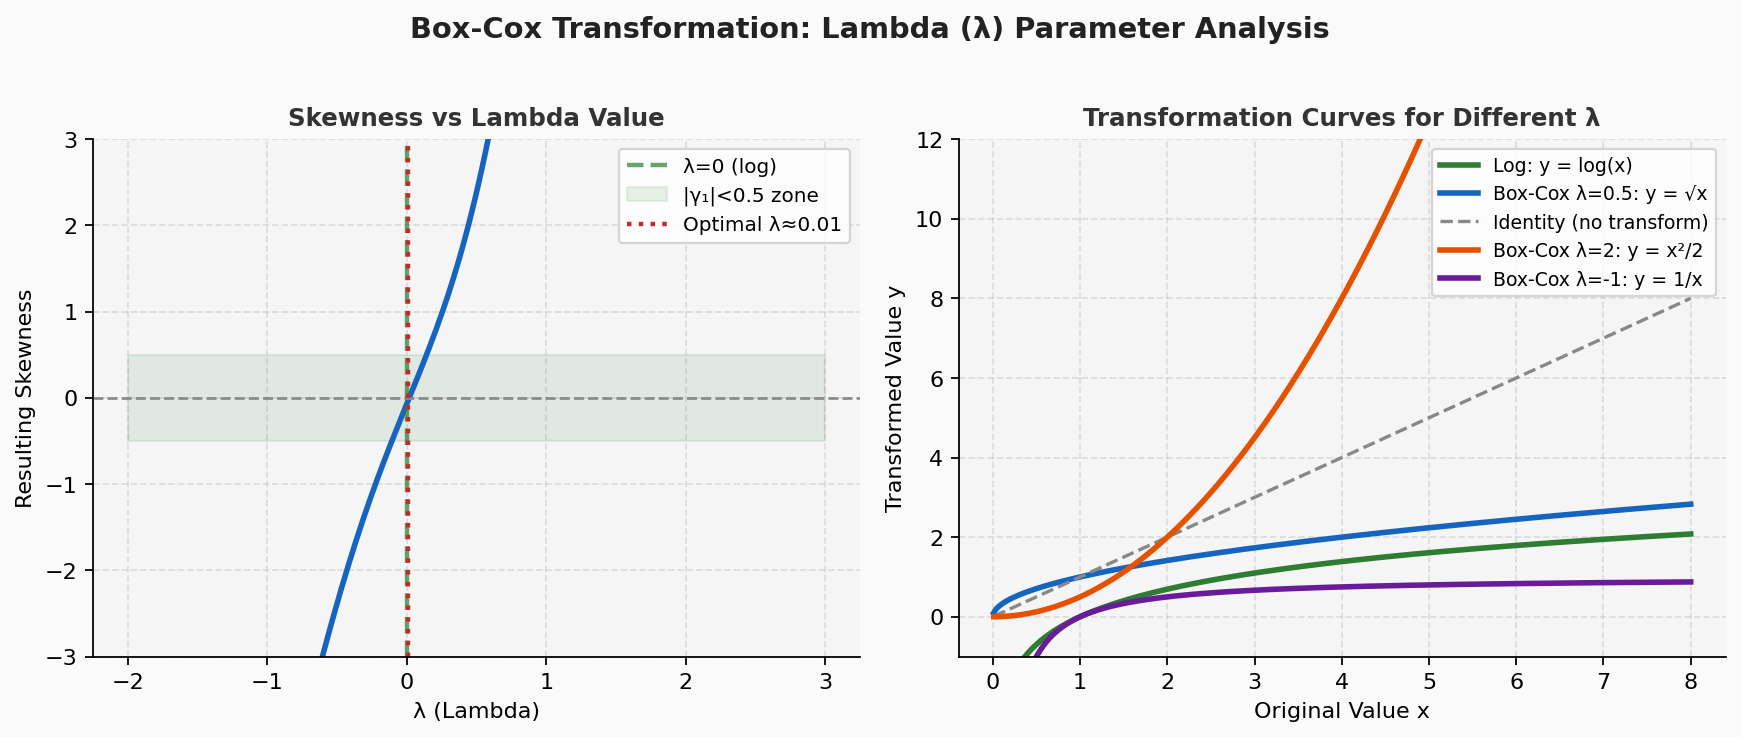 Box-Cox Transformation: Lambda (λ) Parameter Analysis
Skewness vs Lambda Value
3
2
1
0
−1
−2
−3
Resulting Skewness
−2
−1
0
1
2
3
λ (Lambda)
λ=0 (log)
|γ₁|<0.5 zone
Optimal λ≈0.01
Transformation Curves for Different λ
12
10
8
6
4
2
0
Transformed Value y
0
1
2
3
4
5
6
7
8
Original Value x
Log: y = log(x)
Box-Cox λ=0.5: y = √x
Identity (no transform)
Box-Cox λ=2: y = x²/2
Box-Cox λ=-1: y = 1/x